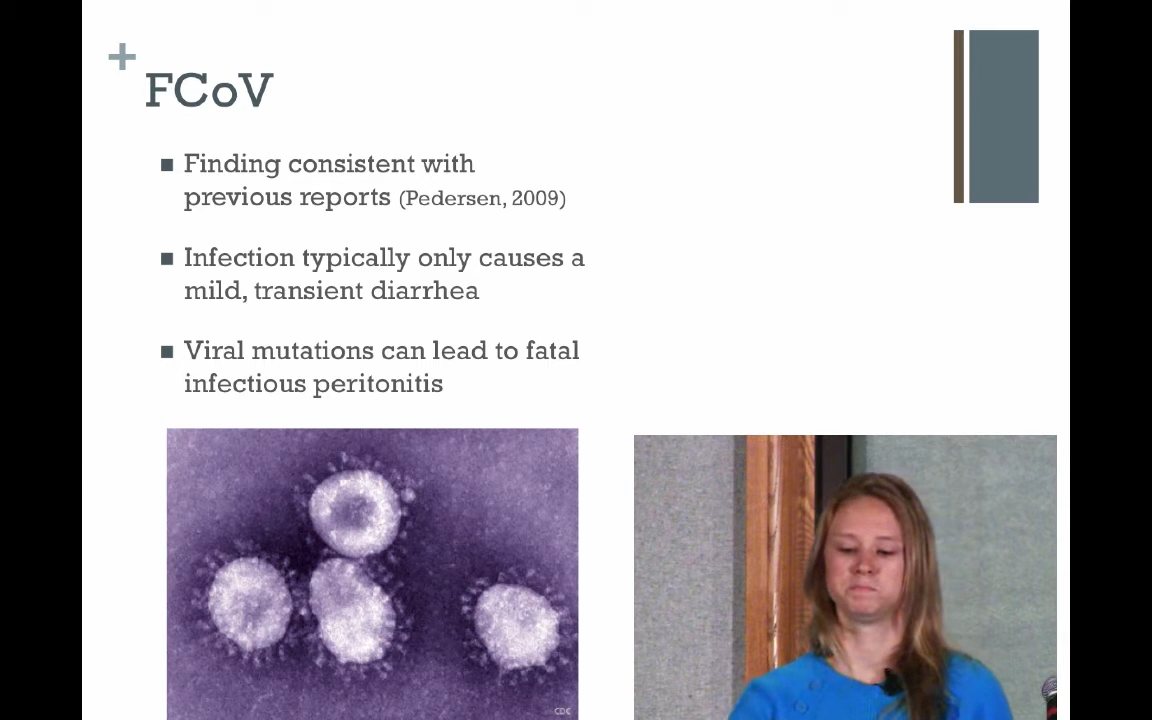 FCoV
Finding consistent with
previous reports (Pedersen, 2009)
Infection typically only causes a
mild, transient diarrhea
Viral mutations can lead to fatal
infectious peritonitis
CDC